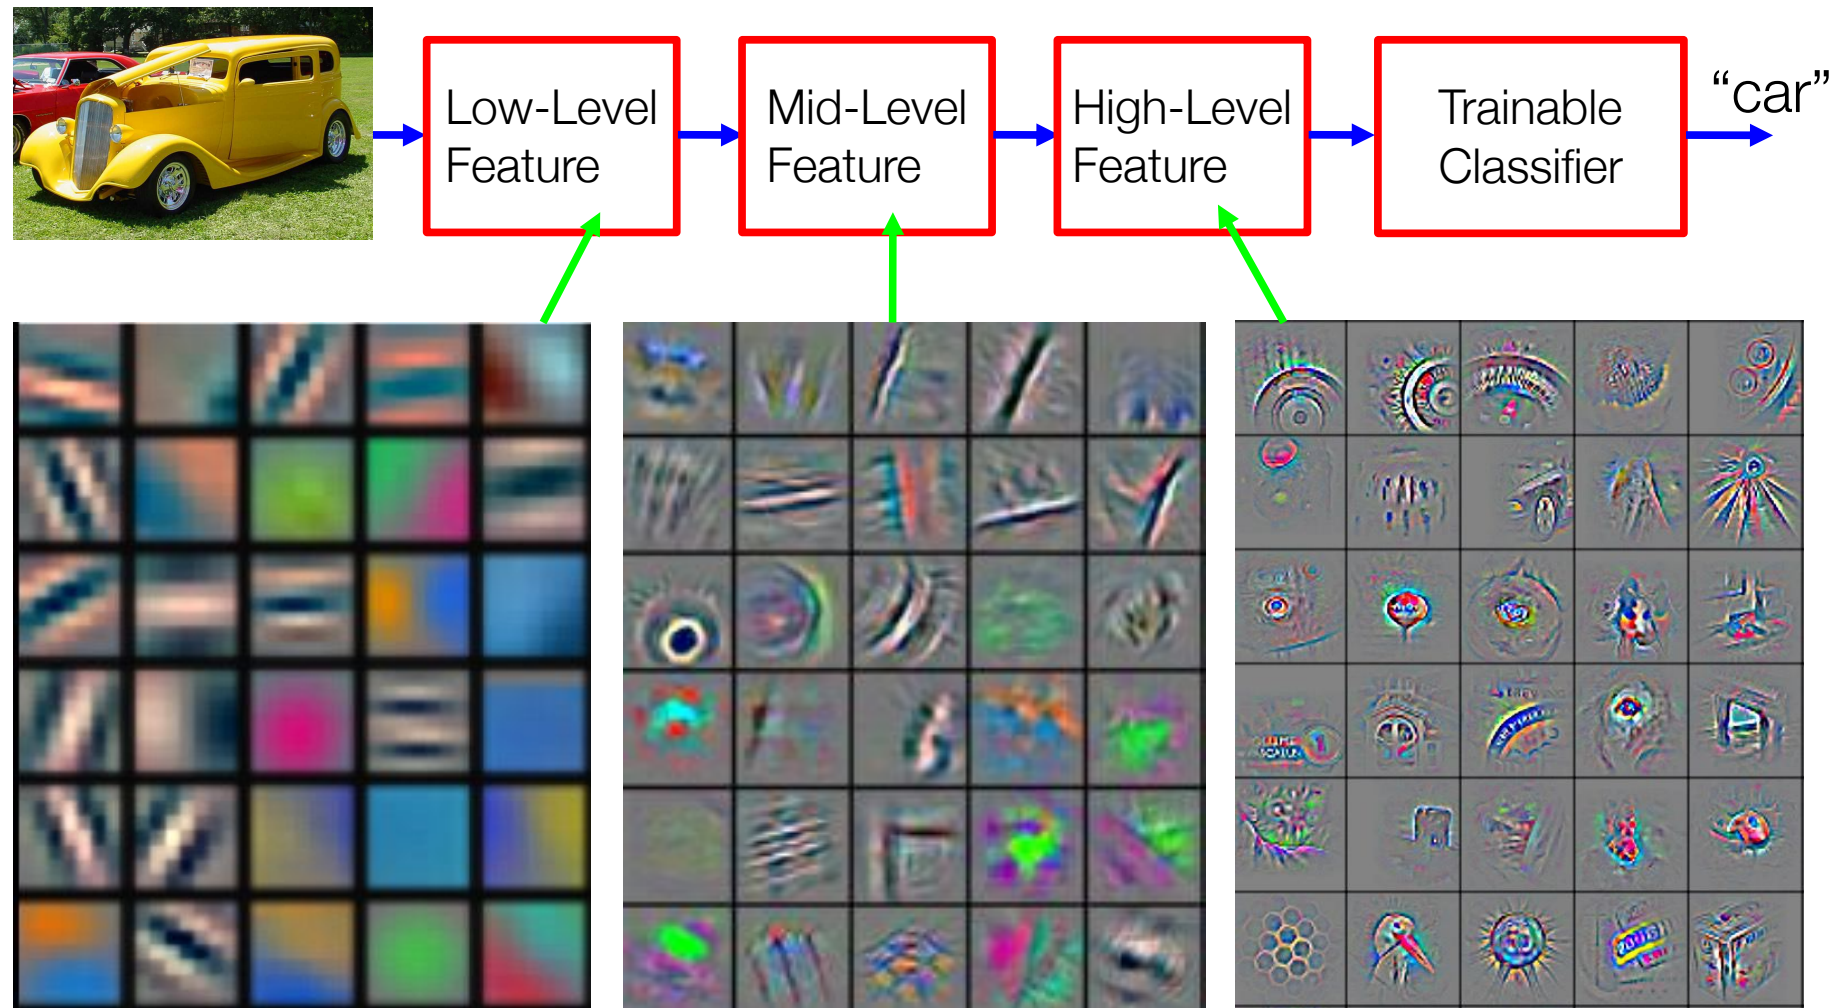 Low-Level
Feature
Mid-Level
Feature
High-Level
Feature
Trainable
Classifier
“car”